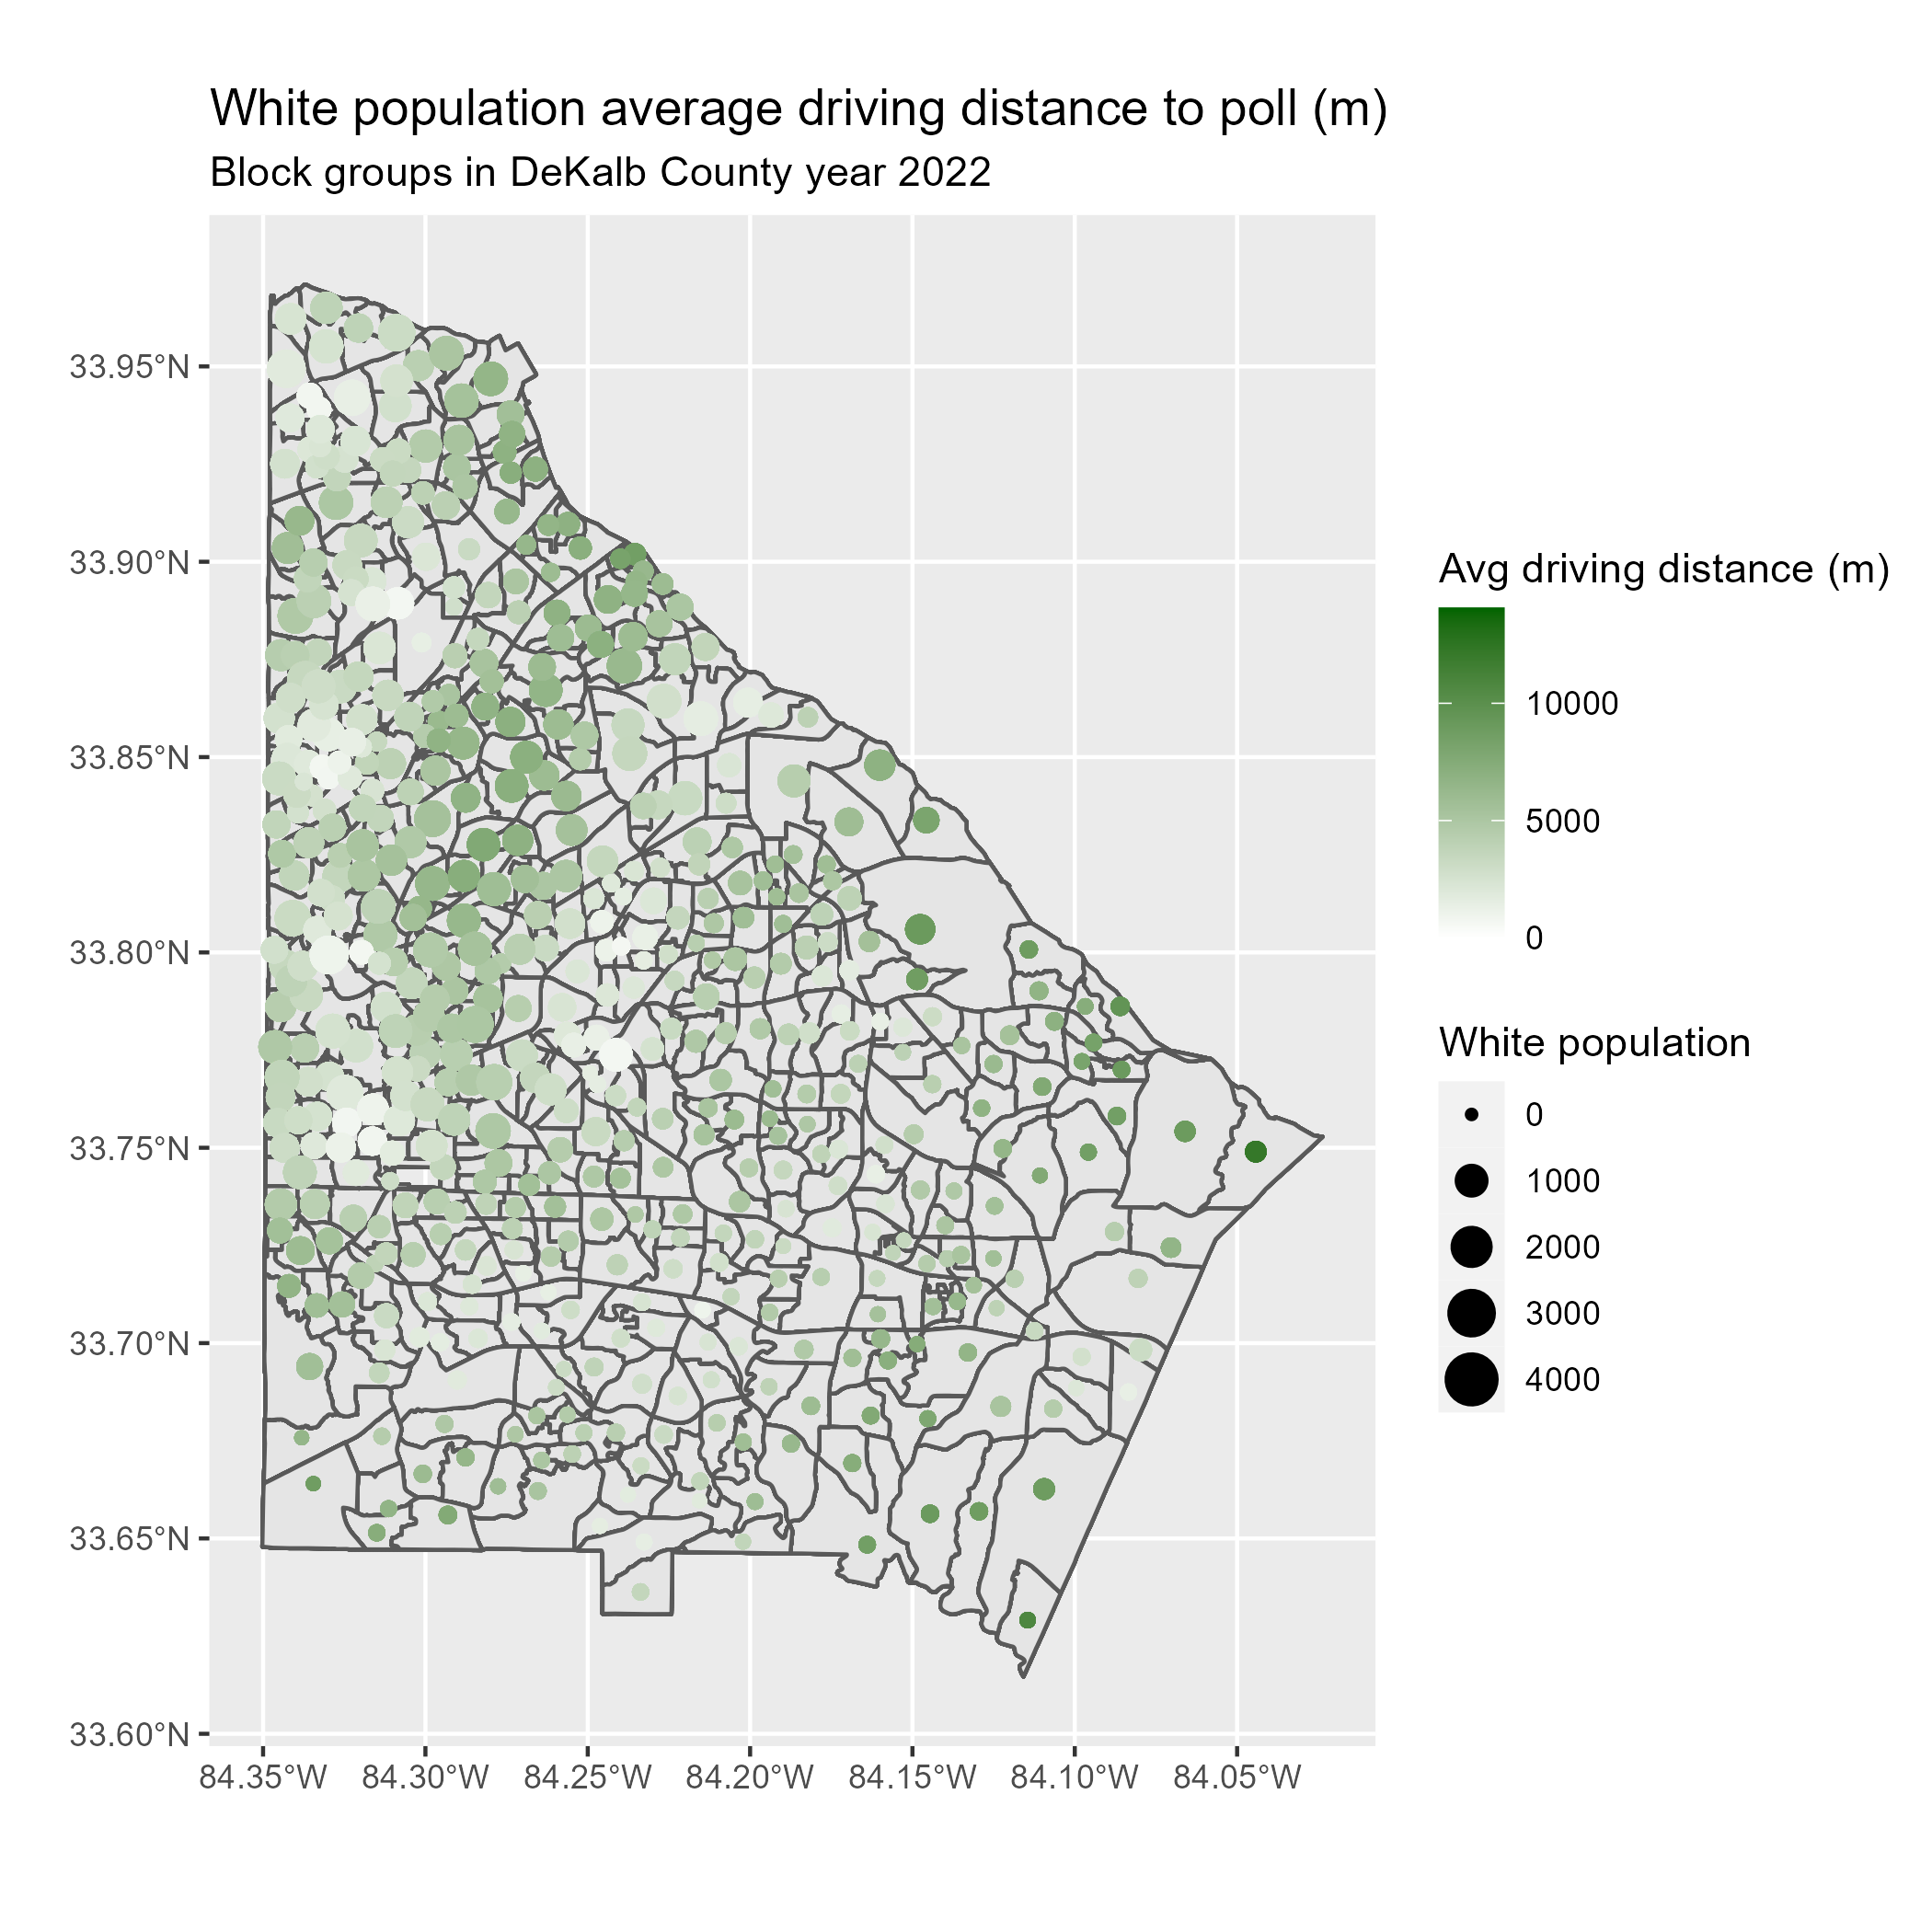 White population average driving distance to poll (m)
Block groups in DeKalb County year 2022
33.95°N
33.90°N
33.85°N
33.80°N
33.75°N
33.70°N
33.65°N
33.60°N
84.35°W 84.30°W 84.25°W 84.20°W 84.15°W 84.10°W 84.05°W
Avg driving distance (m)
10000
5000
0
White population
0
1000
2000
3000
4000